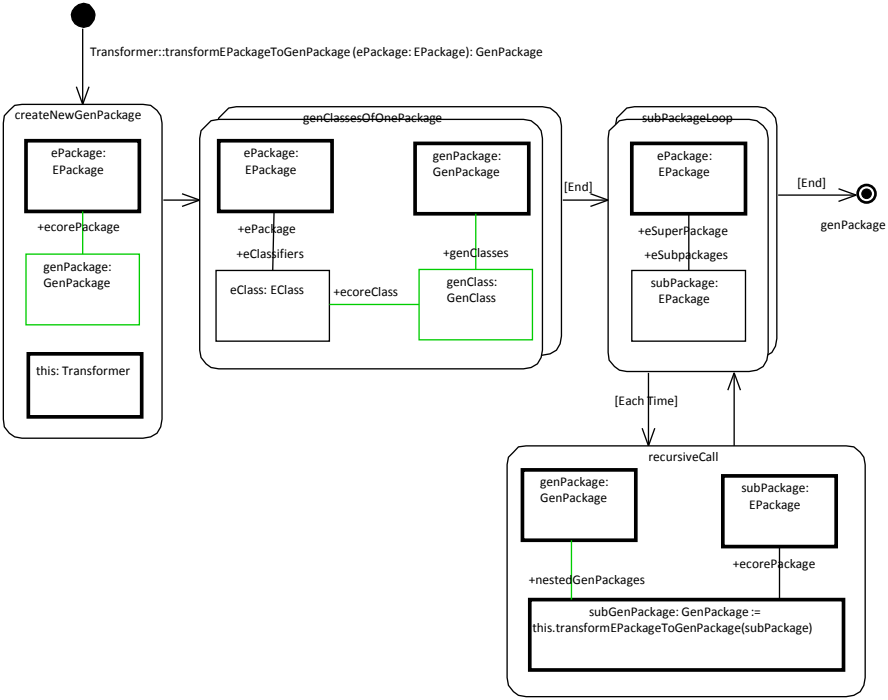 Transformer::transformEPackageToGenPackage (ePackage: EPackage): GenPackage
createNewGenPackage
ePackage:
EPackage
+ecorePackage
genPackage:
GenPackage
this: Transformer
genClassesOfOnePackage
ePackage:
EPackage
genPackage:
GenPackage
+ePackage
+eClassifiers
+genClasses
eClass: EClass
+ecoreClass
genClass:
GenClass
[End]
subPackageLoop
ePackage:
EPackage
+eSuperPackage
+eSubpackages
subPackage:
EPackage
[End]
genPackage
[Each Time]
recursiveCall
genPackage:
GenPackage
subPackage:
EPackage
+ecorePackage
+nestedGenPackages
subGenPackage: GenPackage :=
this.transformEPackageToGenPackage(subPackage)